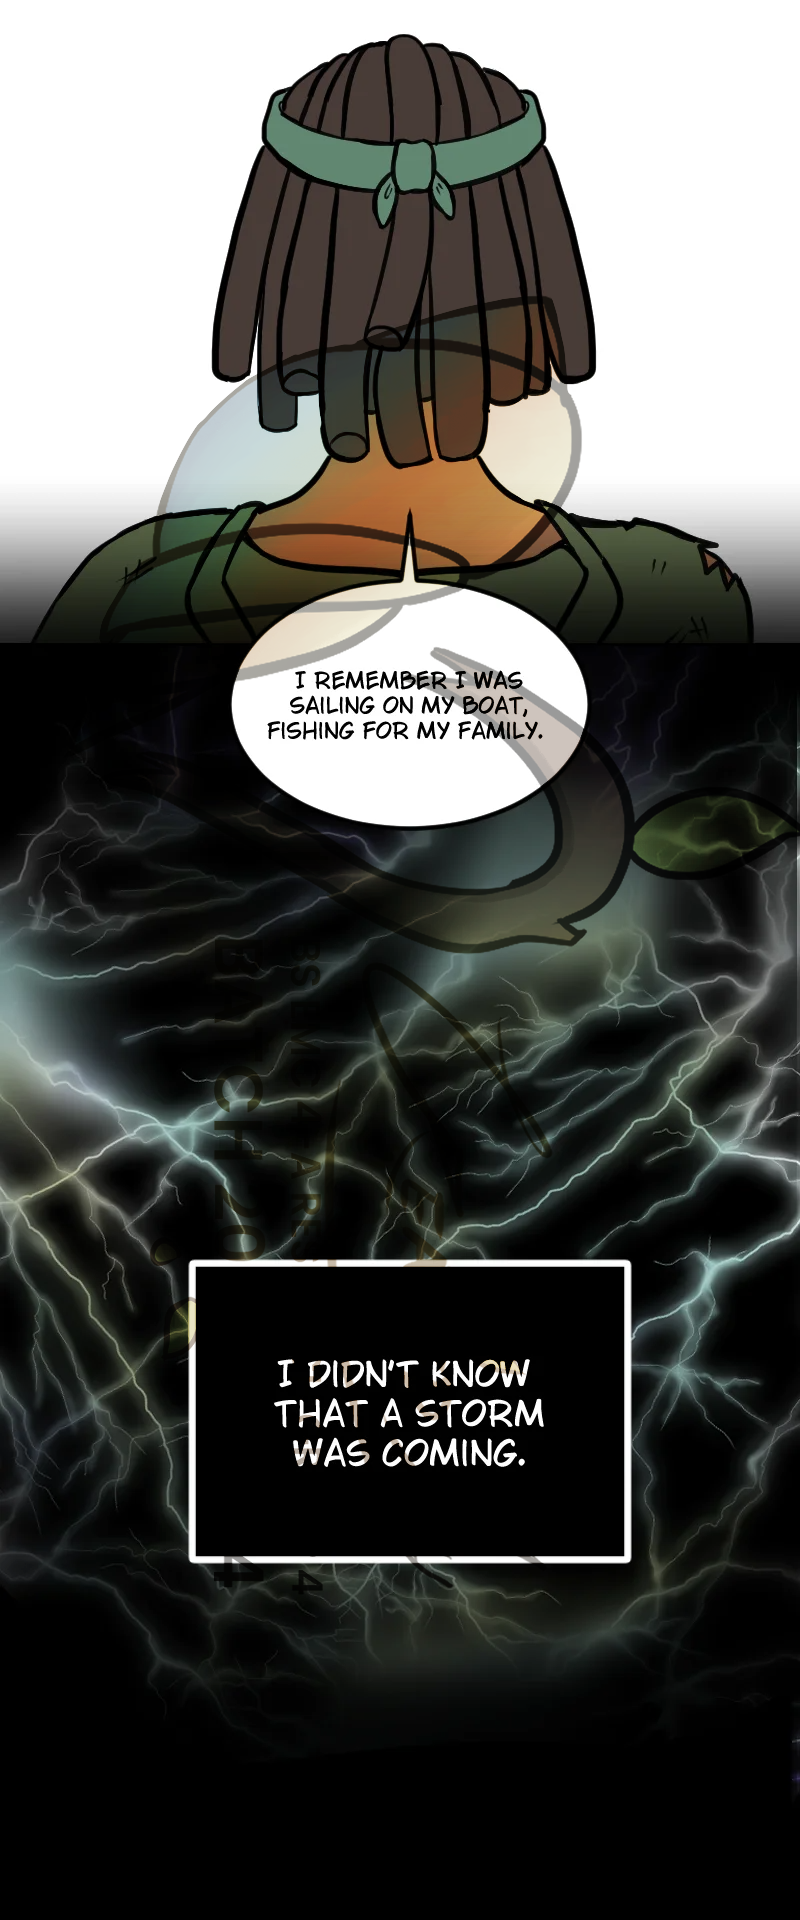 I REMEMBER I WAS
SAILING ON MY BOAT,
FISHING FOR MY FAMILY.
I DIDN'T KNOW
THAT A STORM
WAS COMING.